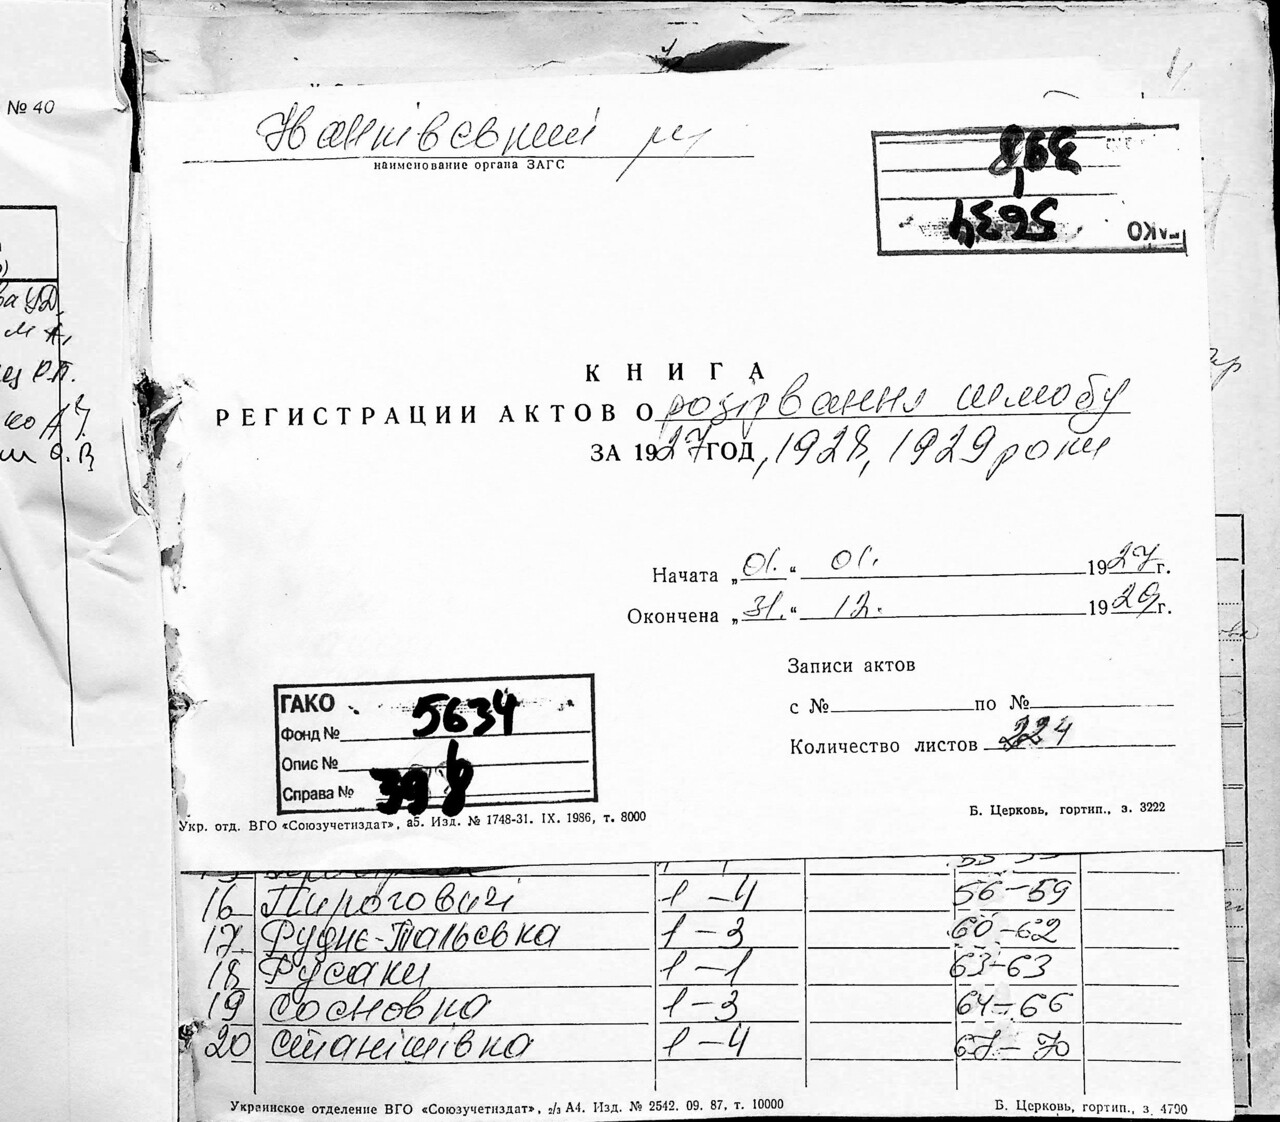 № 40
наименование органа ЗАГС
398
1
5634
КНИГА
РЕГИСТРАЦИИ АКТОВ О розірвання шлюбу
ЗА 1927 ГОД, 1928, 1929 роки
Начата „01.“ 01. 1927 г.
Окончена „31.“ 12. 1929 г.
Записи актов
с № по №
Количество листов 224
ГАКО
Фонд № 5634
Опис № 1
Справа № 398
Укр. отд. ВГО «Союзучетиздат», аб. Изд. № 1748-31. IX. 1986, т. 8000
Б. Церковь, гортип., з. 3222
16 Пироговичі 1-4 56-59
17 Рудне-Тальевка 1-3 60-62
18 Русаки 1-1 63-63
19 Сосновка 1-3 64-66
20 Станішівка 1-4 67-70
Украинское отделение ВГО «Союзучетиздат», 2/3 А4. Изд. № 2542. 09. 87, т. 10000
Б. Церковь, гортип., з. 4790